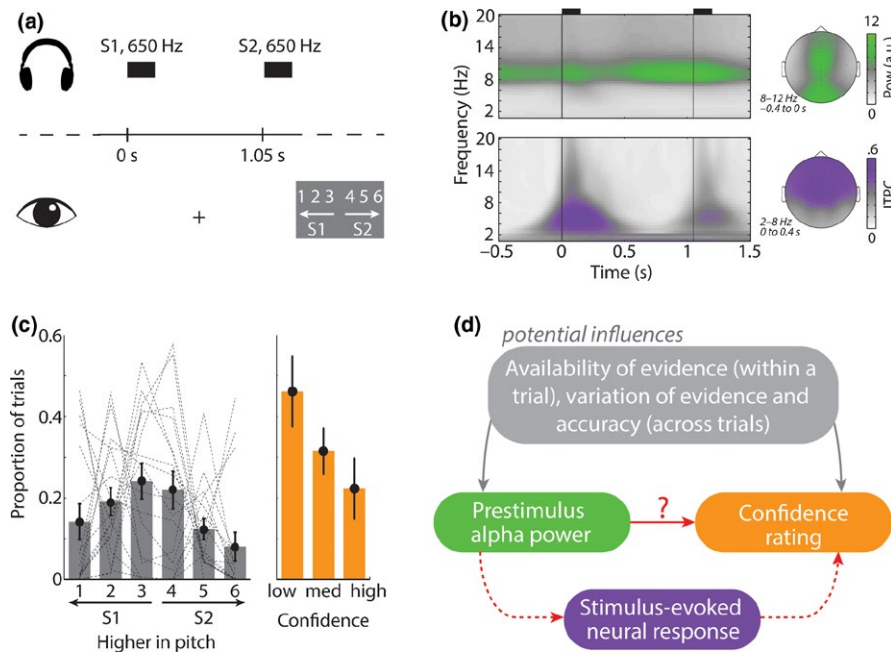 (a)
S1, 650 Hz
S2, 650 Hz
0 s
1.05 s
+
1 2 3 4 5 6
S1 S2
(b)
20
14
8
2
Frequency (Hz)
20
14
8
2
−0.5 0 0.5 1 1.5
Time (s)
12
Pow (a.u.)
0
8–12 Hz
−0.4 to 0 s
.6
ITPC
0
2–8 Hz
0 to 0.4 s
(c)
Proportion of trials
0.6
0.4
0.2
0
1 2 3 4 5 6
S1 S2
Higher in pitch
low med high
Confidence
(d)
potential influences
Availability of evidence (within a
trial), variation of evidence and
accuracy (across trials)
Prestimulus
alpha power
?
Confidence
rating
Stimulus-evoked
neural response